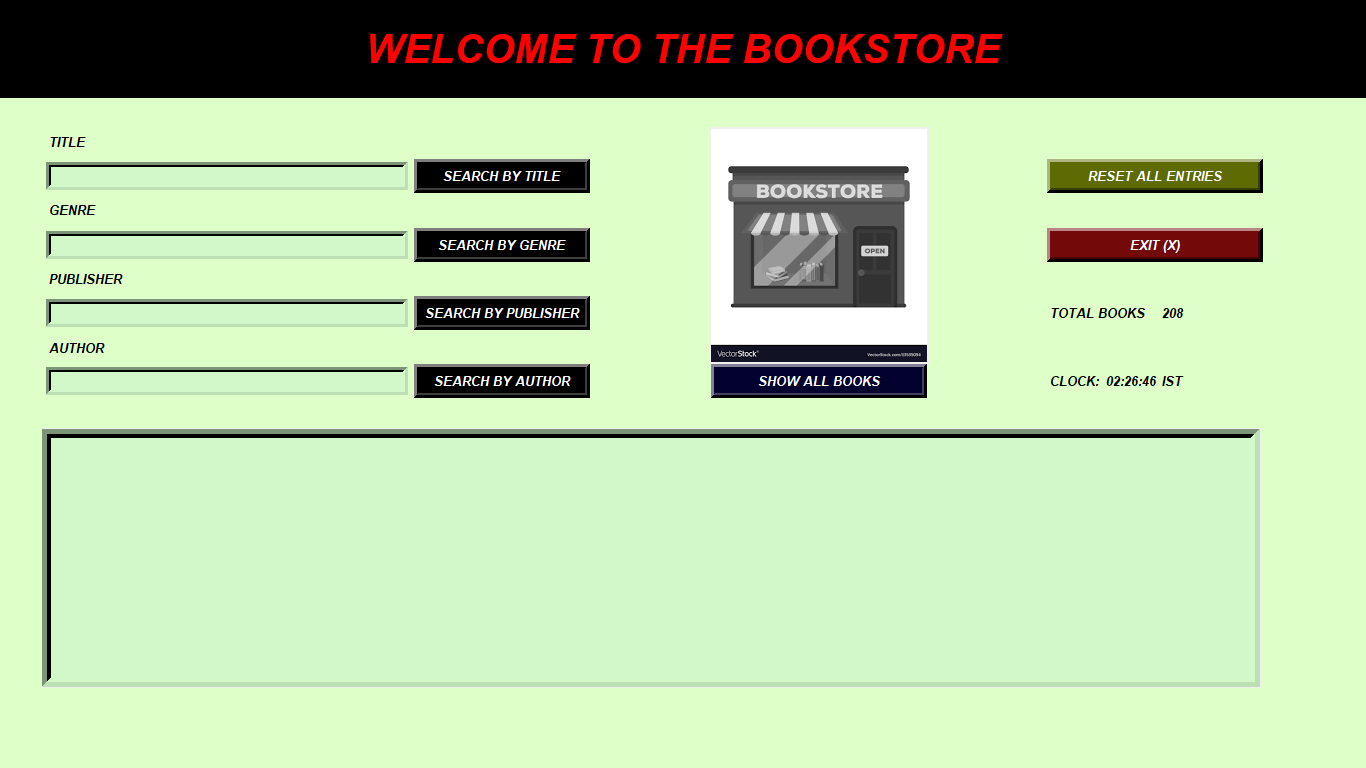 WELCOME TO THE BOOKSTORE
TITLE
SEARCH BY TITLE
GENRE
SEARCH BY GENRE
PUBLISHER
SEARCH BY PUBLISHER
AUTHOR
SEARCH BY AUTHOR
BOOKSTORE
OPEN
VectorStock®
VectorStock.com/53535094
SHOW ALL BOOKS
RESET ALL ENTRIES
EXIT (X)
TOTAL BOOKS 208
CLOCK: 02:26:46 IST